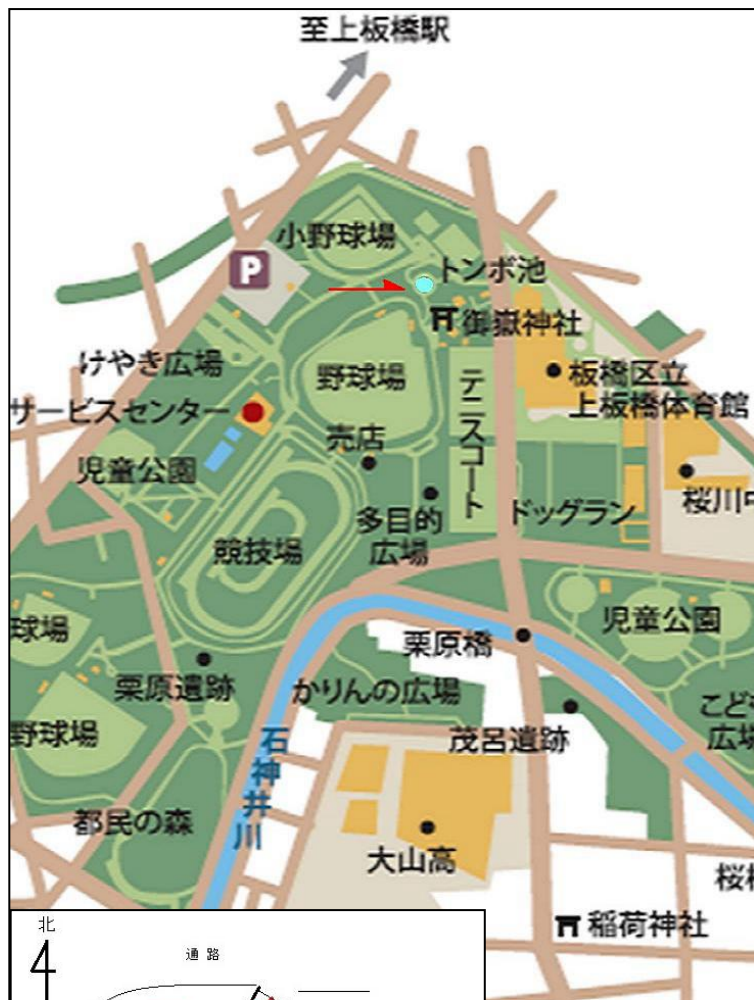 至上板橋駅
小野球場
P
トンボ池
御嶽神社
けやき広場
野球場
板橋区立
上板橋体育館
サービスセンター
売店
テニスコート
児童公園
桜川中
多目的
広場
ドッグラン
競技場
球場
児童公園
栗原橋
栗原遺跡
かりんの広場
こど
広場
野球場
茂呂遺跡
石神井川
都民の森
大山高
稲荷神社
北
通路